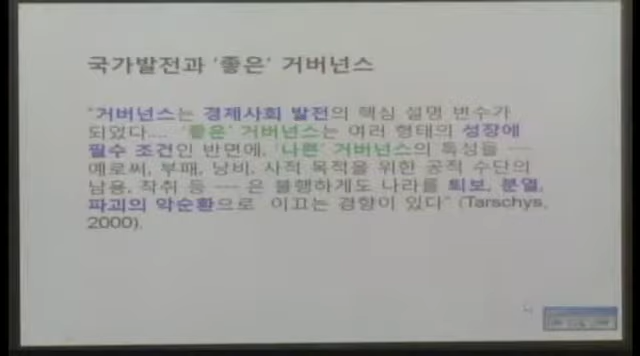 국가발전과 ‘좋은’ 거버넌스
“거버넌스는 경제사회 발전의 핵심 설명 변수가
되었다.... ‘좋은’ 거버넌스는 여러 형태의 성장에
필수 조건인 반면에, ‘나쁜’ 거버넌스의 특성들 ---
예로써, 부패, 낭비, 사적 목적을 위한 공적 수단의
남용, 착취 등 --- 은 불행하게도 나라를 퇴보, 분열,
파괴의 악순환으로 이끄는 경향이 있다” (Tarschys,
2000).